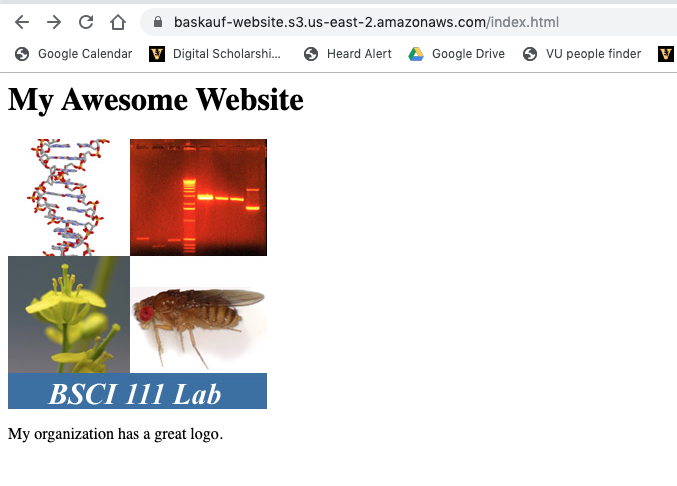 baskauf-website.s3.us-east-2.amazonaws.com/index.html
Google Calendar Digital Scholarshi... Heard Alert Google Drive VU people finder
My Awesome Website
BSCI 111 Lab
My organization has a great logo.